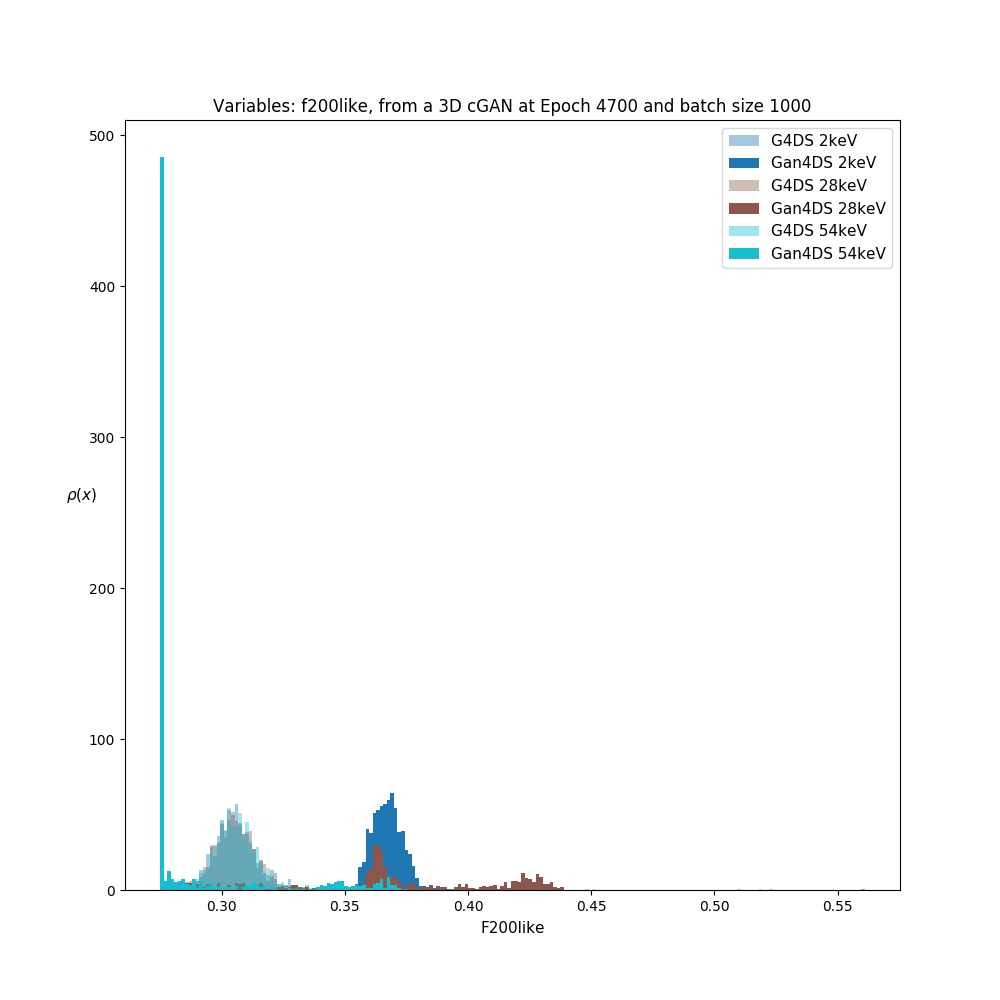 Variables: f200like, from a 3D cGAN at Epoch 4700 and batch size 1000
500
400
300
200
100
0
ρ(x)
G4DS 2keV
Gan4DS 2keV
G4DS 28keV
Gan4DS 28keV
G4DS 54keV
Gan4DS 54keV
0.30 0.35 0.40 0.45 0.50 0.55
F200like